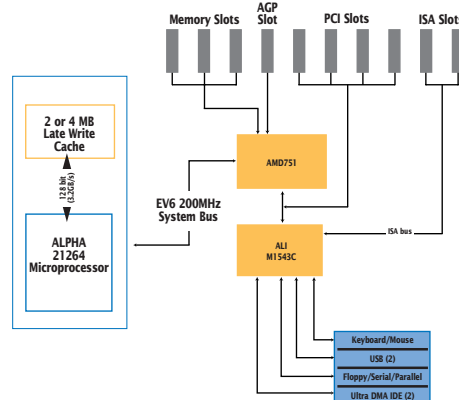 Memory Slots
AGP
Slot
PCI Slots
ISA Slots
2 or 4 MB
Late Write
Cache
128 bit
(3.2GB/s)
AMD751
EV6 200MHz
System Bus
ALPHA
21264
Microprocessor
ALI
M1543C
ISA bus
Keyboard/Mouse
USB (2)
Floppy/Serial/Parallel
Ultra DMA IDE (2)